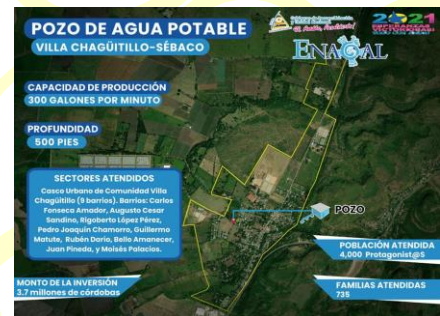 POZO DE AGUA POTABLE
VILLA CHAGÜITILLO-SÉBACO
2021
ENACAL
CAPACIDAD DE PRODUCCIÓN
300 GALONES POR MINUTO
PROFUNDIDAD
500 PIES
SECTORES ATENDIDOS
Casco Urbano de Comunidad Villa
Chagüitillo (9 barrios). Barrios: Carlos
Fonseca Amador, Augusto Cesar
Sandino, Rigoberto López Pérez,
Pedro Joaquín Chamorro, Guillermo
Matute, Rubén Darío, Bello Amanecer,
Juan Pineda, y Moisés Palacios.
POZO
POBLACIÓN ATENDIDA
4,000 Protagonist@S
MONTO DE LA INVERSIÓN
3.7 millones de córdobas
FAMILIAS ATENDIDAS
735